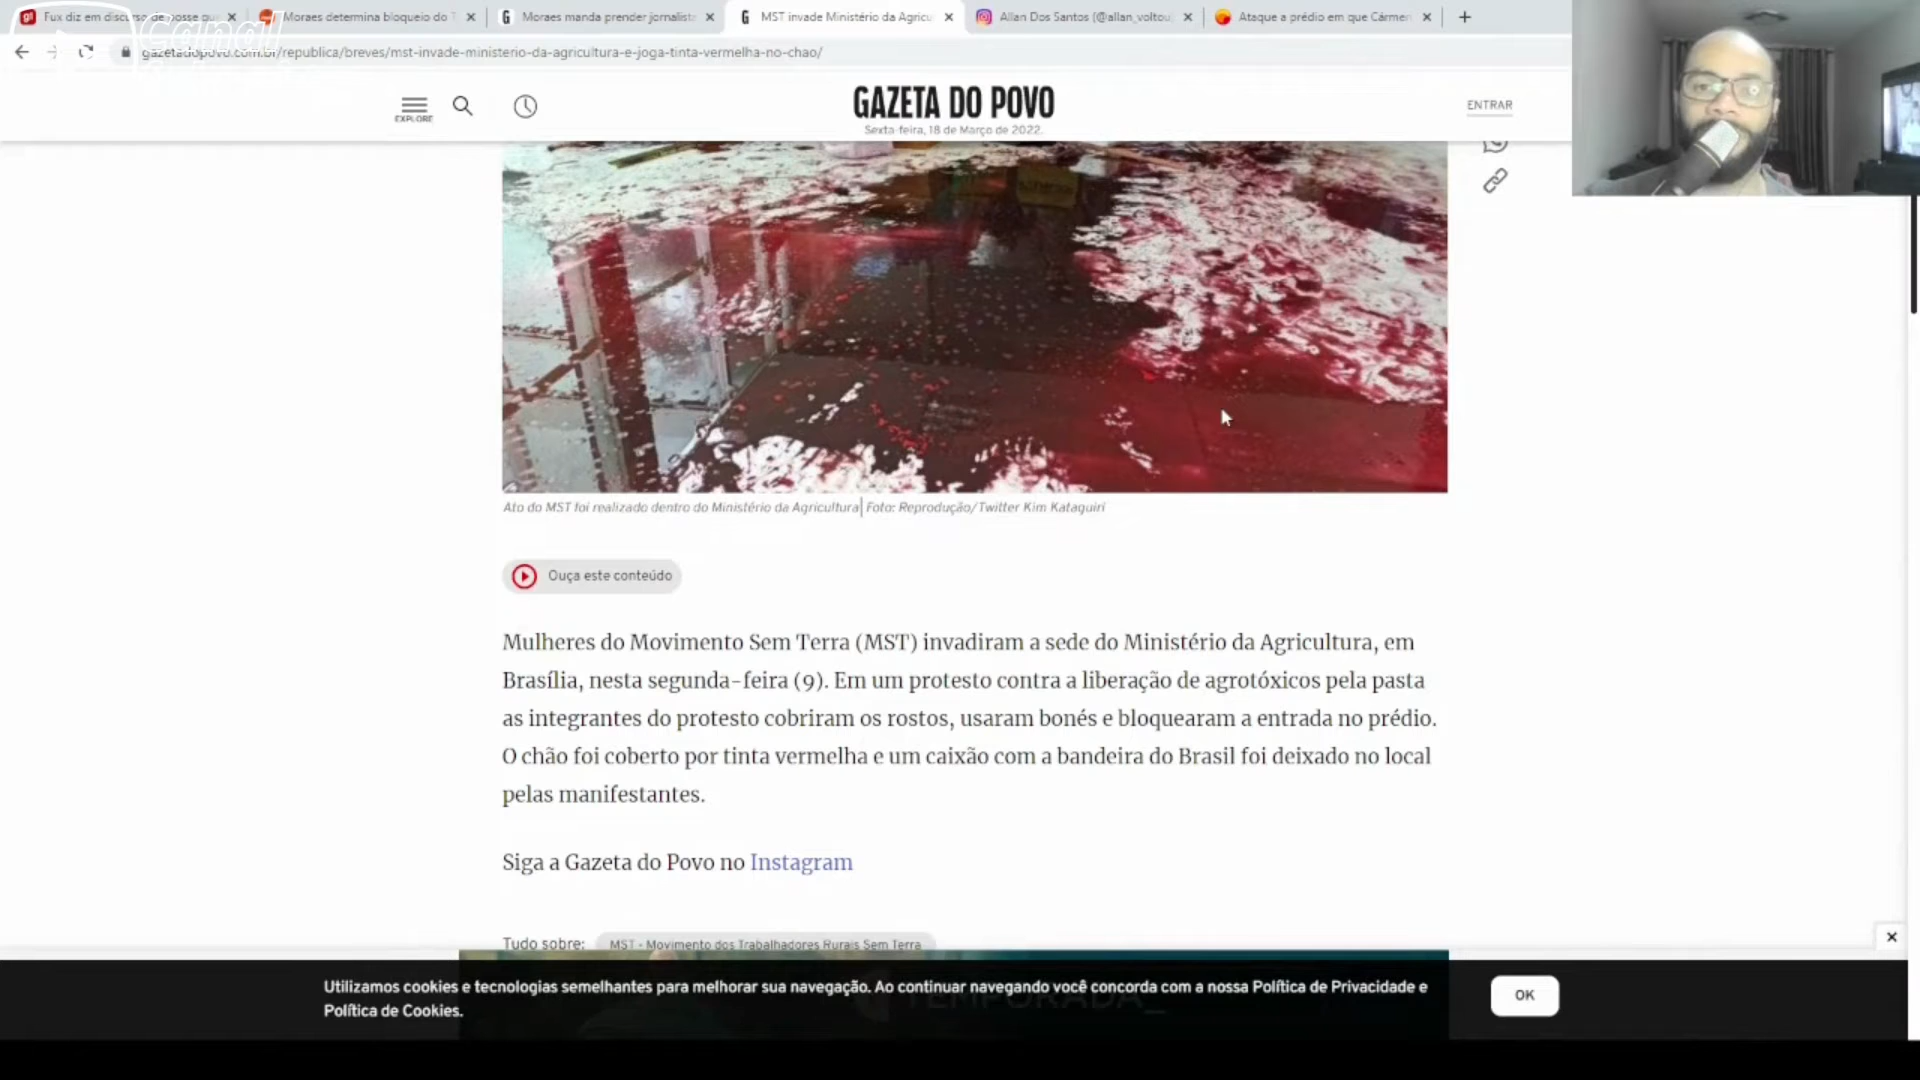 Fux diz em discurso de posse que
Moraes determina bloqueio do T
Moraes manda prender jornalista
MST invade Ministério da Agricu
Allan Dos Santos (@allan_voltou
Ataque a prédio em que Cármen
Canal
gazetadopovo.com.br/republica/breves/mst-invade-ministerio-da-agricultura-e-joga-tinta-vermelha-no-chao/
EXPLORE
GAZETA DO POVO
Sexta-feira, 18 de Março de 2022.
ENTRAR
Ato do MST foi realizado dentro do Ministério da Agricultura| Foto: Reprodução/Twitter Kim Kataguiri
Ouça este conteúdo
Mulheres do Movimento Sem Terra (MST) invadiram a sede do Ministério da Agricultura, em
Brasília, nesta segunda-feira (9). Em um protesto contra a liberação de agrotóxicos pela pasta
as integrantes do protesto cobriram os rostos, usaram bonés e bloquearam a entrada no prédio.
O chão foi coberto por tinta vermelha e um caixão com a bandeira do Brasil foi deixado no local
pelas manifestantes.
Siga a Gazeta do Povo no Instagram
Tudo sobre: MST - Movimento dos Trabalhadores Rurais Sem Terra
Utilizamos cookies e tecnologias semelhantes para melhorar sua navegação. Ao continuar navegando você concorda com a nossa Política de Privacidade e
Política de Cookies.
OK
TEMPORADA_